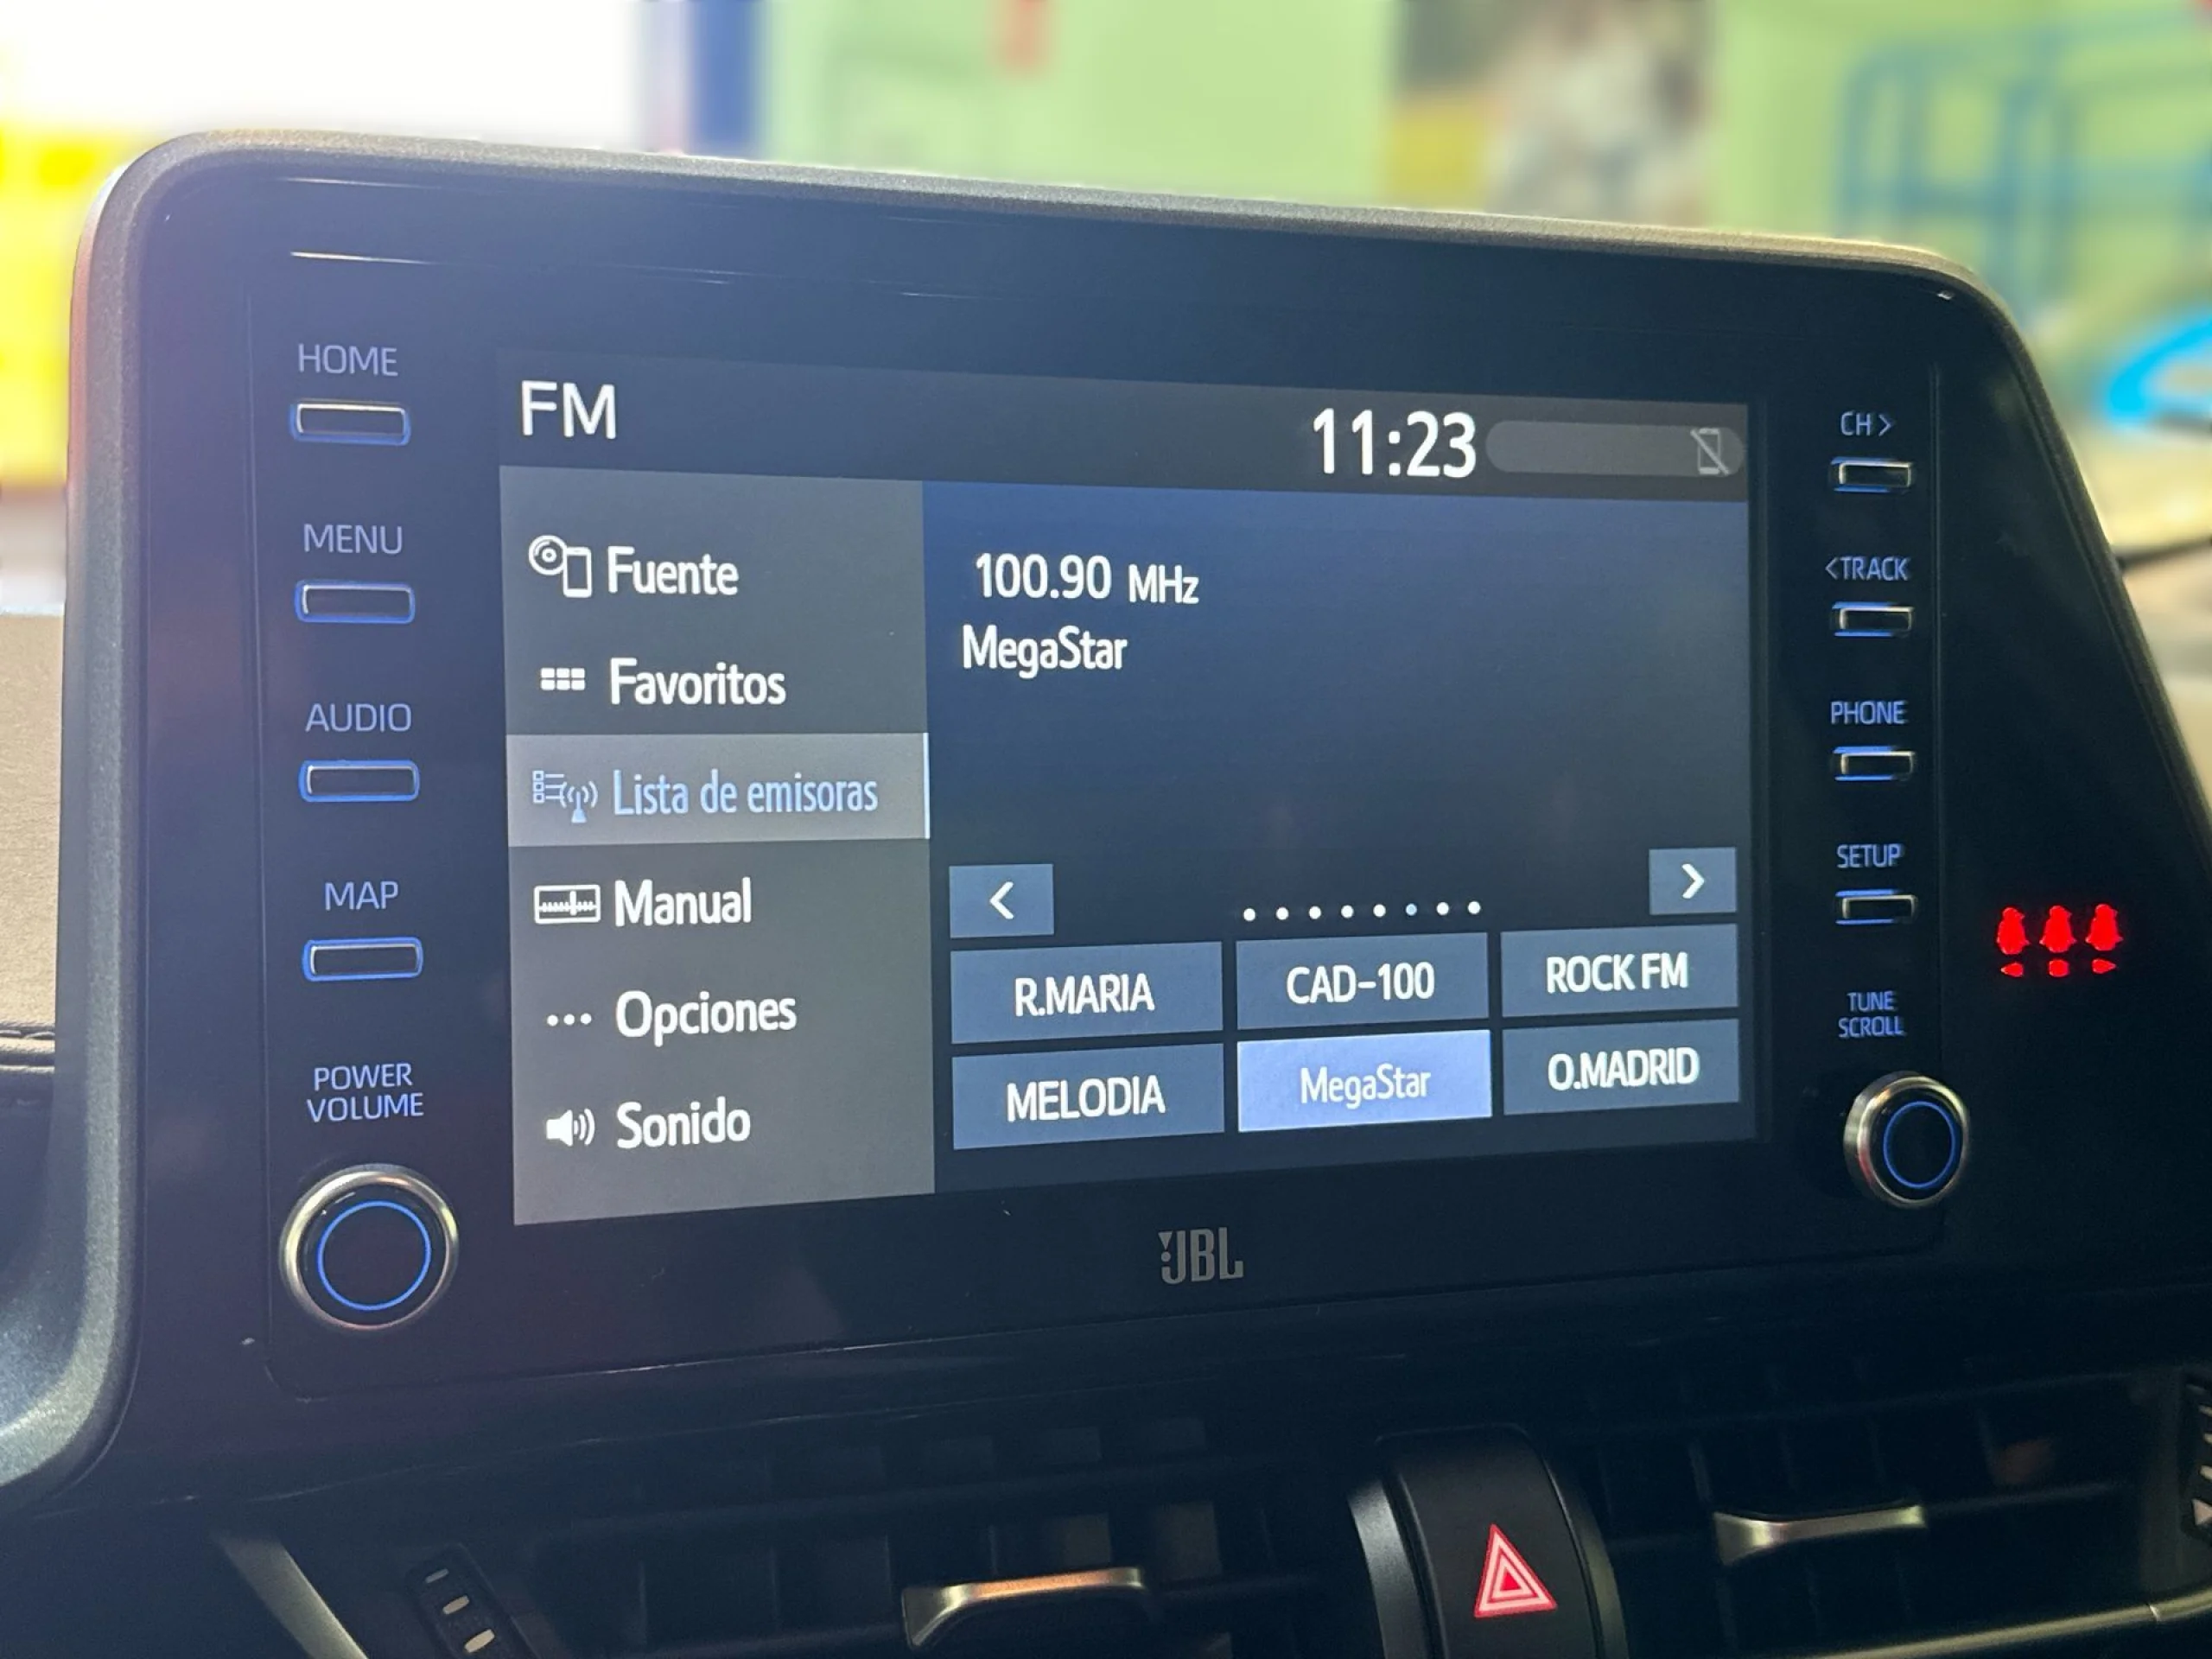 HOME
MENU
AUDIO
MAP
POWER
VOLUME
FM
11:23
Fuente
Favoritos
Lista de emisoras
Manual
Opciones
Sonido
100.90 MHz
MegaStar
R.MARIA
CAD-100
ROCK FM
MELODIA
MegaStar
O.MADRID
CH>
<TRACK
PHONE
SETUP
TUNE
SCROLL
JBL